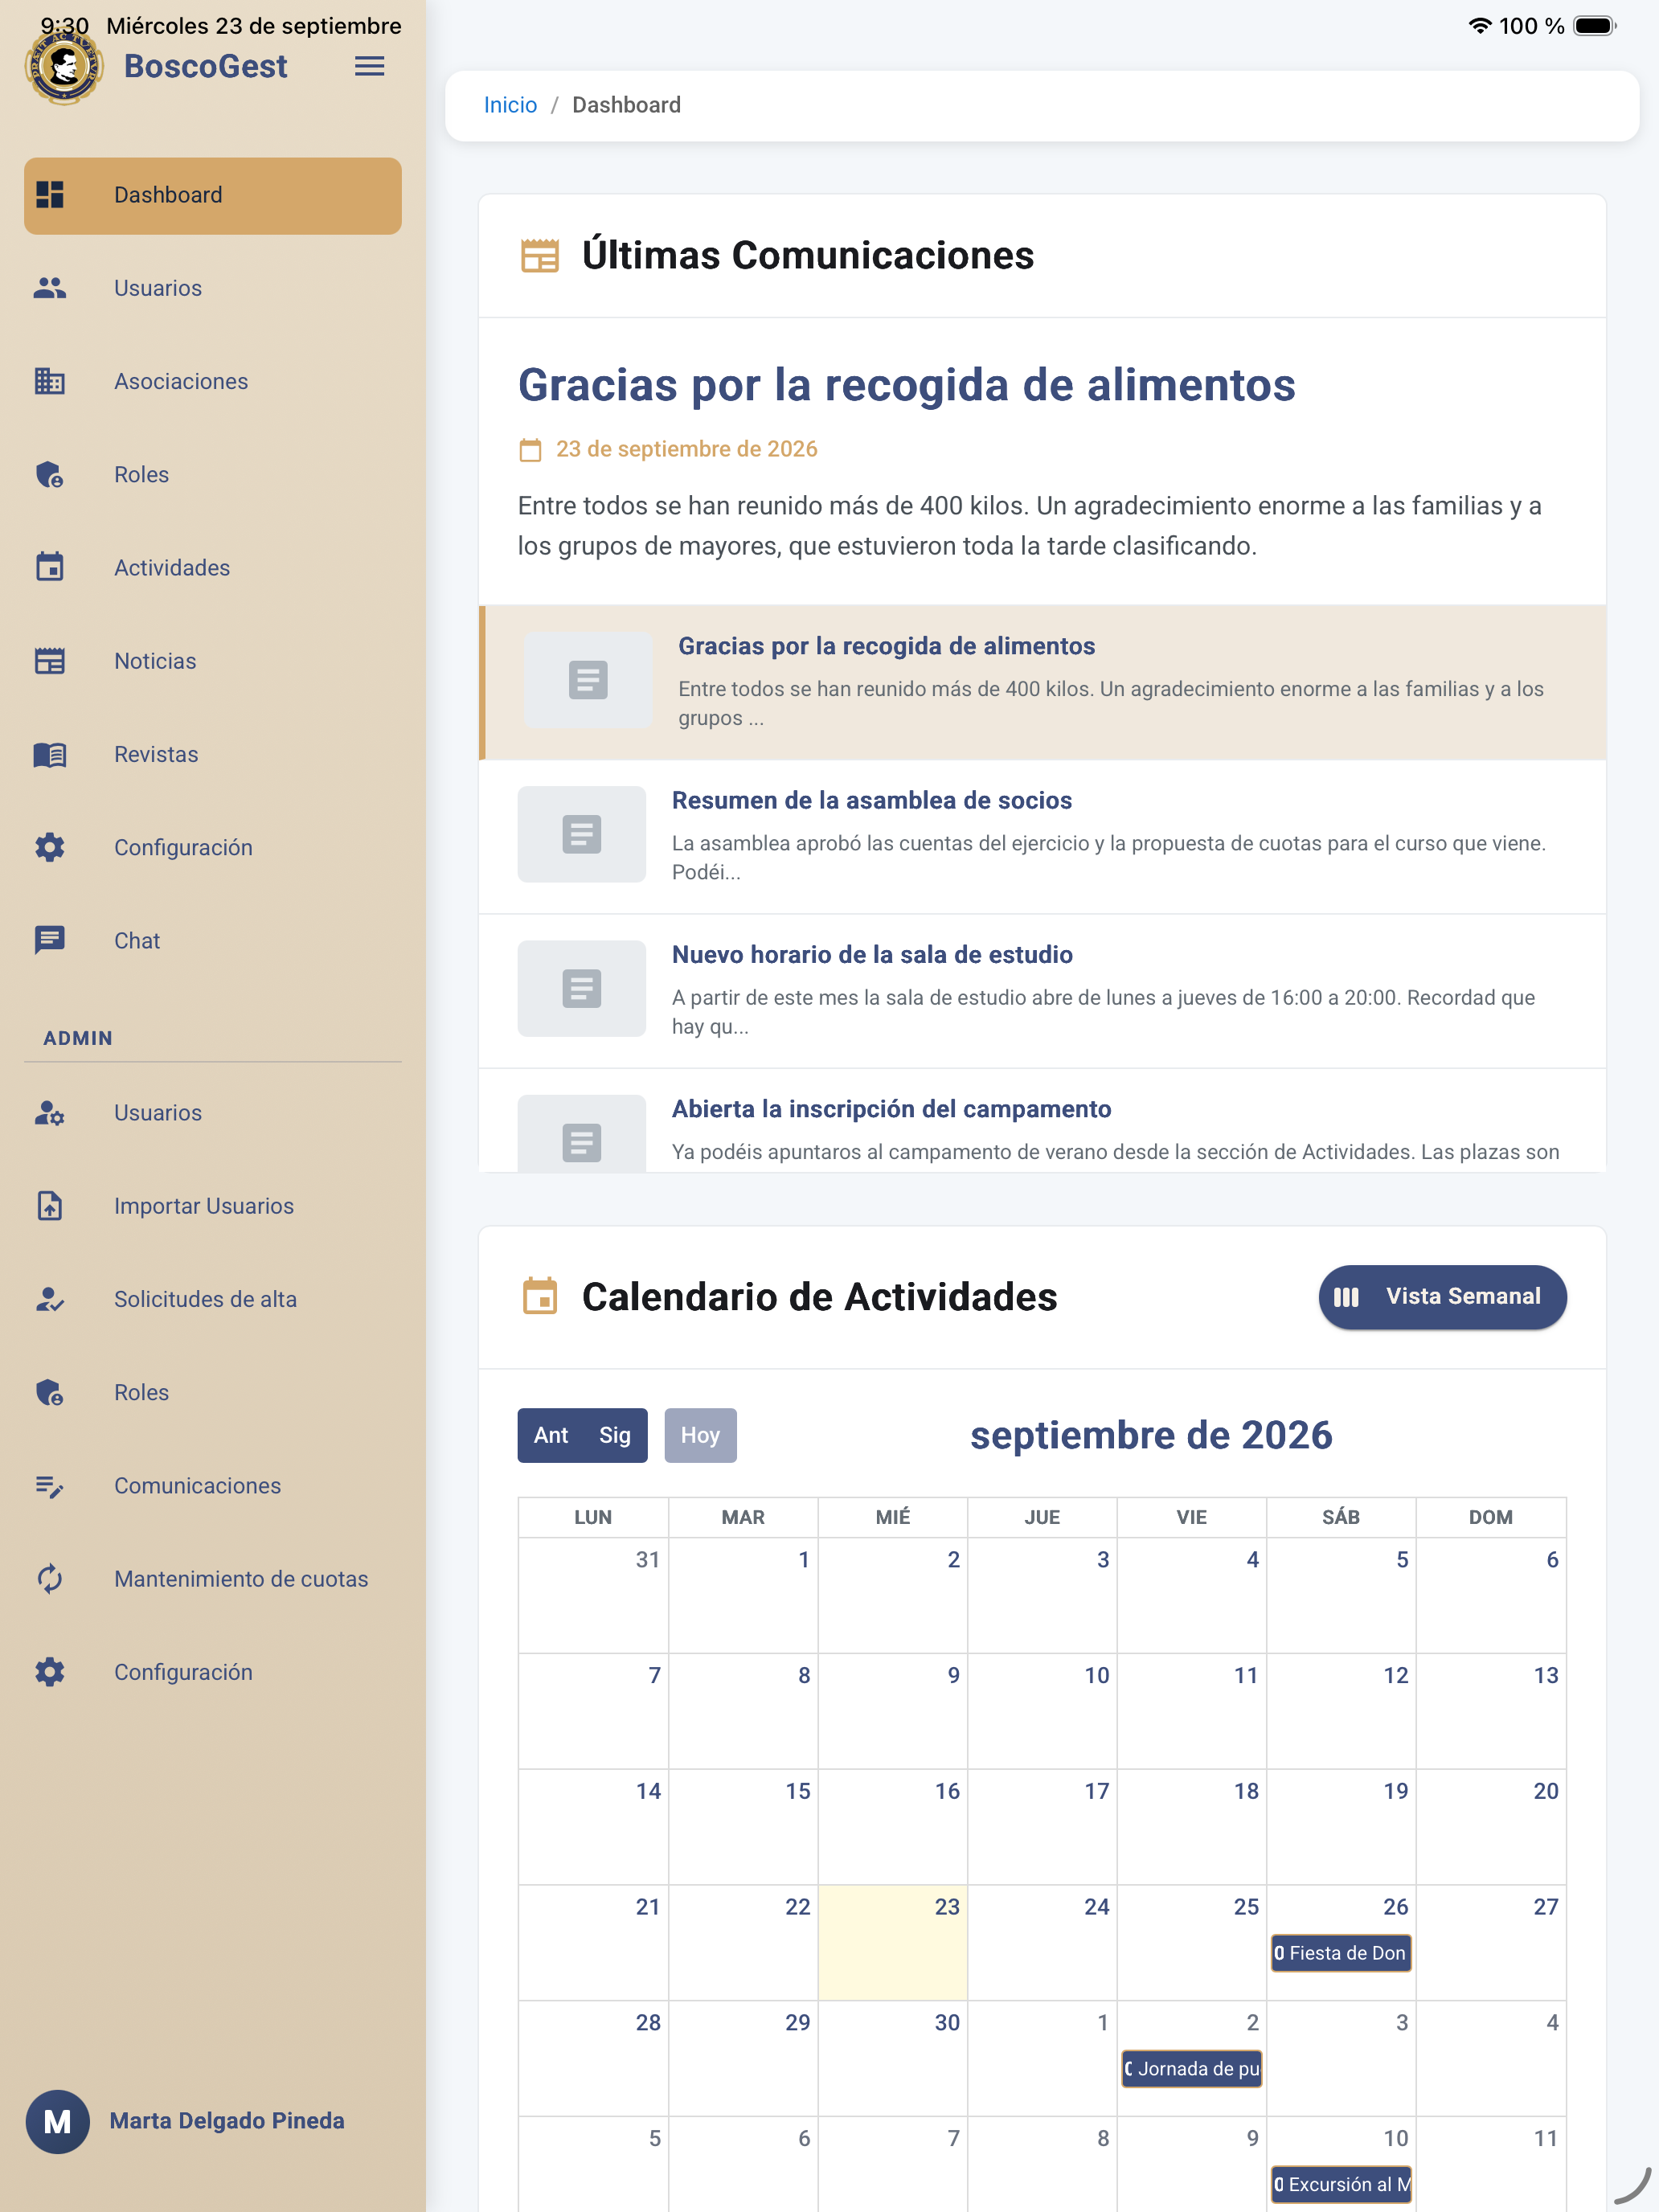 9:30 Miércoles 23 de septiembre
100 %
BoscoGest
Dashboard
Usuarios
Asociaciones
Roles
Actividades
Noticias
Revistas
Configuración
Chat
ADMIN
Usuarios
Importar Usuarios
Solicitudes de alta
Roles
Comunicaciones
Mantenimiento de cuotas
Configuración
M Marta Delgado Pineda
Inicio / Dashboard
Últimas Comunicaciones
Gracias por la recogida de alimentos
23 de septiembre de 2026
Entre todos se han reunido más de 400 kilos. Un agradecimiento enorme a las familias y a
los grupos de mayores, que estuvieron toda la tarde clasificando.
Gracias por la recogida de alimentos
Entre todos se han reunido más de 400 kilos. Un agradecimiento enorme a las familias y a los
grupos ...
Resumen de la asamblea de socios
La asamblea aprobó las cuentas del ejercicio y la propuesta de cuotas para el curso que viene.
Podéi...
Nuevo horario de la sala de estudio
A partir de este mes la sala de estudio abre de lunes a jueves de 16:00 a 20:00. Recordad que
hay qu...
Abierta la inscripción del campamento
Ya podéis apuntaros al campamento de verano desde la sección de Actividades. Las plazas son
Calendario de Actividades
Vista Semanal
Ant Sig Hoy
septiembre de 2026
LUN MAR MIÉ JUE VIE SÁB DOM
31 1 2 3 4 5 6
7 8 9 10 11 12 13
14 15 16 17 18 19 20
21 22 23 24 25 26 27
0 Fiesta de Don
28 29 30 1 2 3 4
Jornada de pu
5 6 7 8 9 10 11
0 Excursión al M